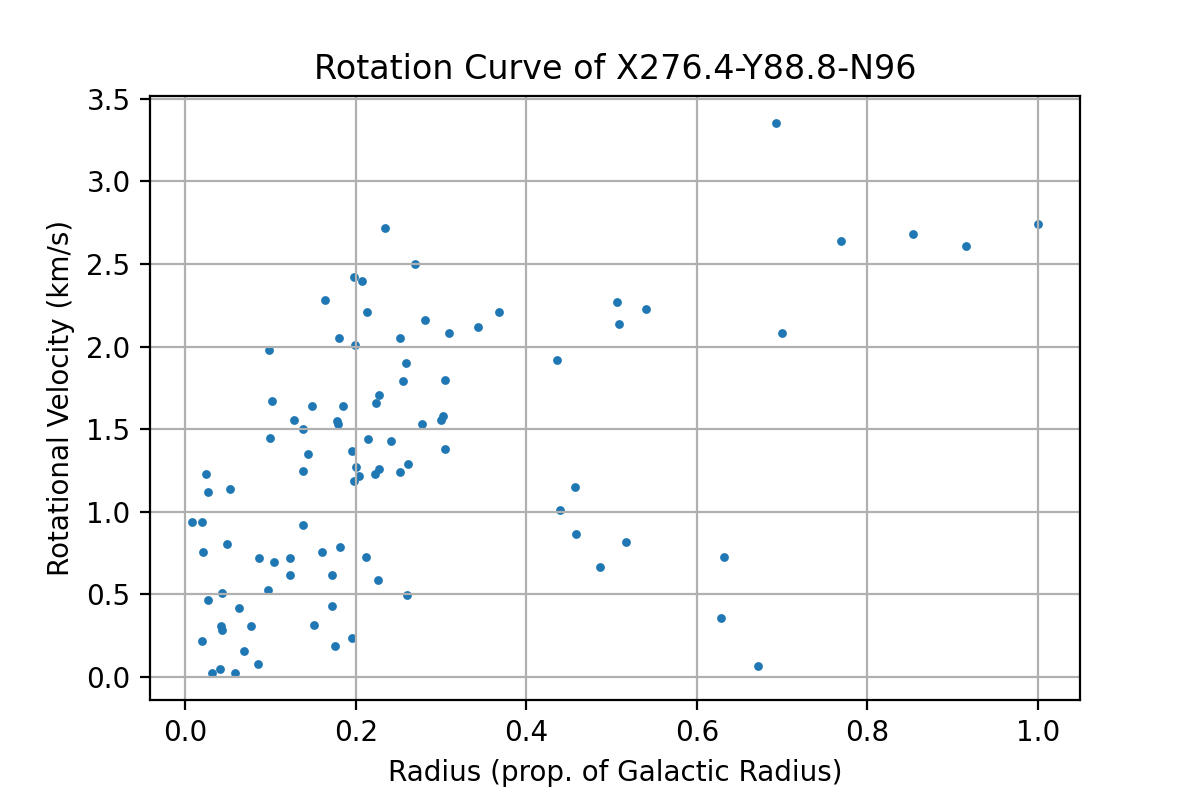 Rotation Curve of X276.4-Y88.8-N96
3.5
3.0
2.5
2.0
1.5
1.0
0.5
0.0
Rotational Velocity (km/s)
0.0 0.2 0.4 0.6 0.8 1.0
Radius (prop. of Galactic Radius)